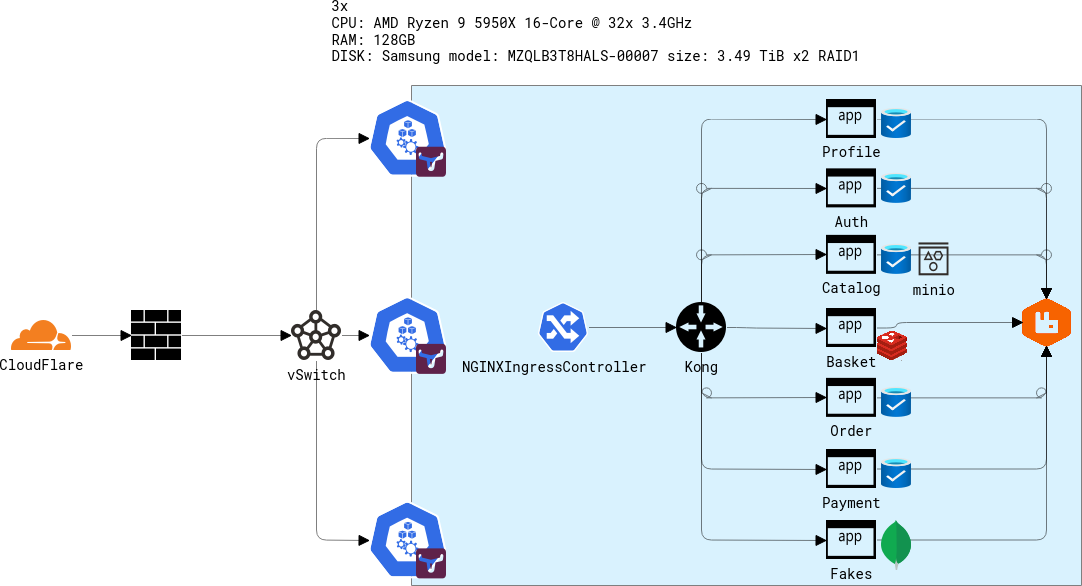 3x
CPU: AMD Ryzen 9 5950X 16-Core @ 32x 3.4GHz
RAM: 128GB
DISK: Samsung model: MZQLB3T8HALS-00007 size: 3.49 TiB x2 RAID1
app
Profile
app
Auth
app
Catalog
minio
CloudFlare
vSwitch
NGINXIngressController
Kong
app
Basket
app
Order
app
Payment
app
Fakes